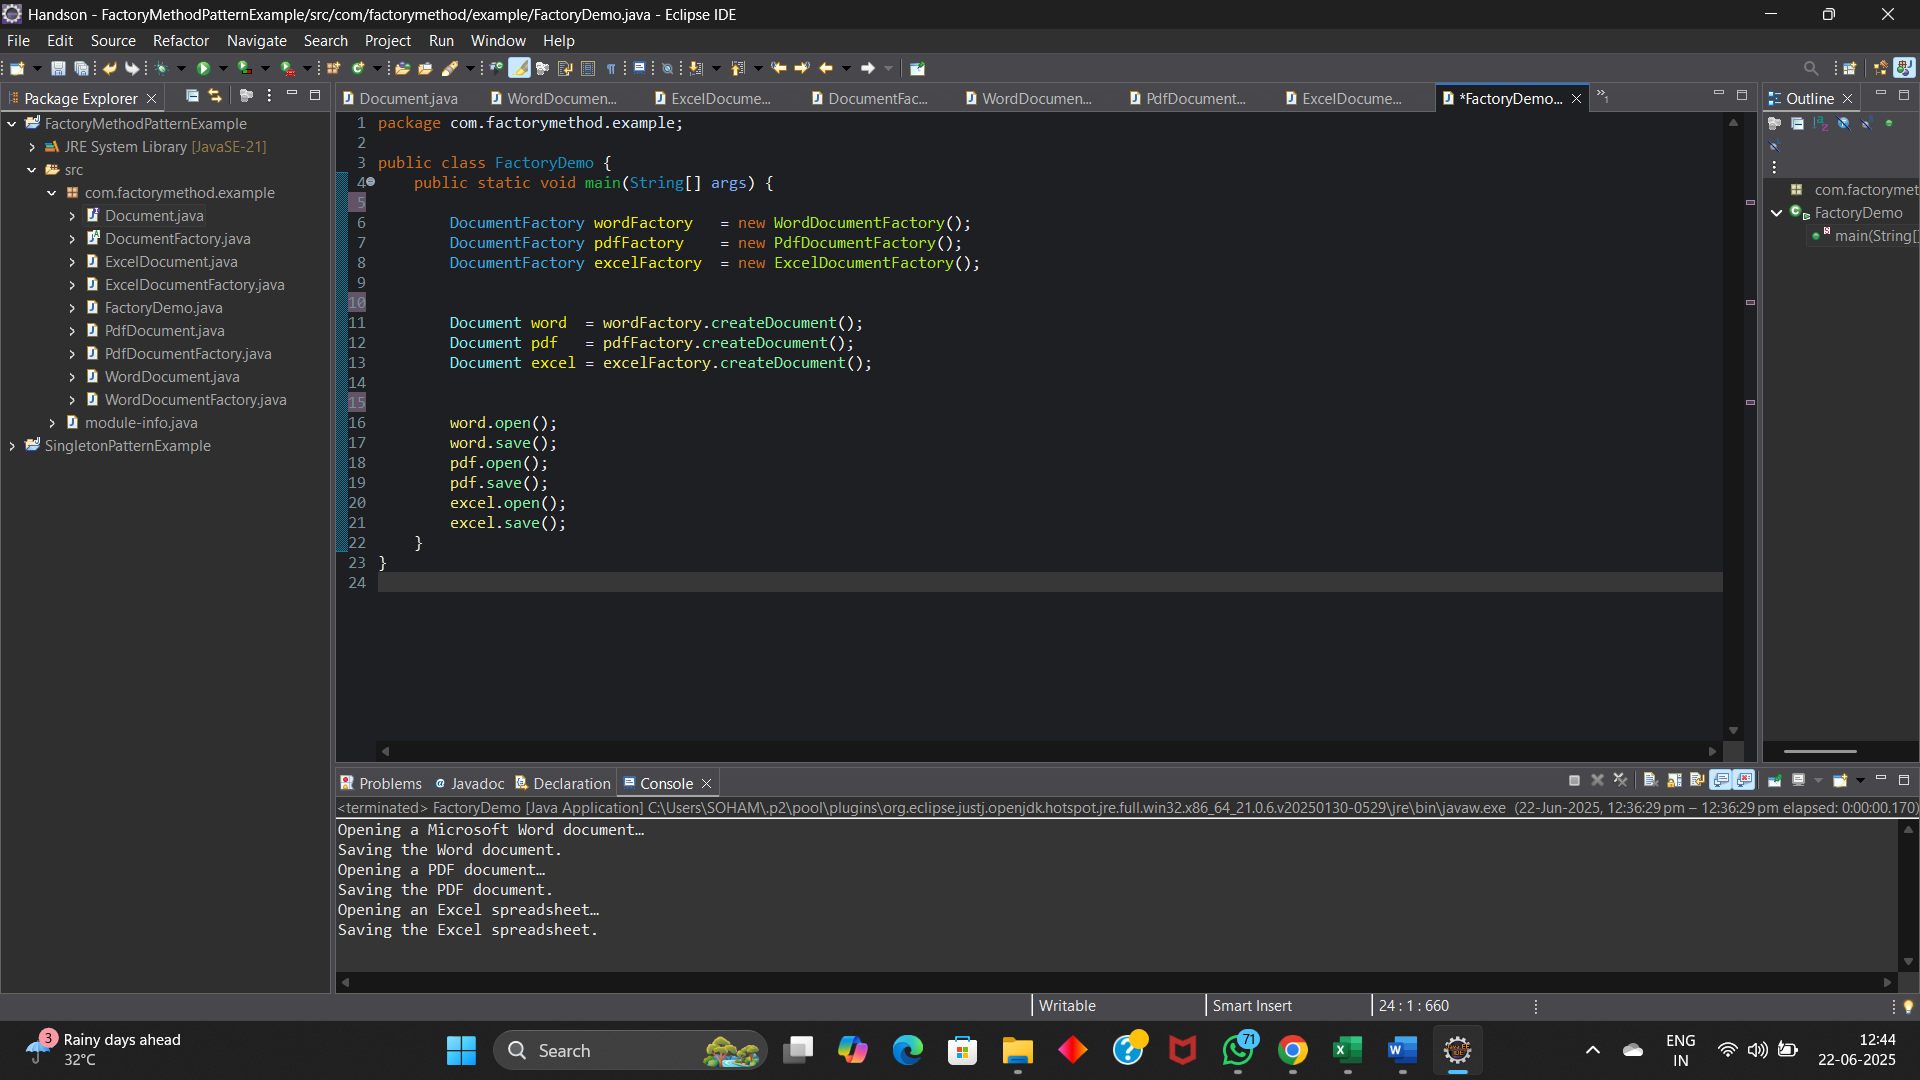 Handson - FactoryMethodPatternExample/src/com/factorymethod/example/FactoryDemo.java - Eclipse IDE
File Edit Source Refactor Navigate Search Project Run Window Help
Package Explorer
FactoryMethodPatternExample
JRE System Library [JavaSE-21]
src
com.factorymethod.example
Document.java
DocumentFactory.java
ExcelDocument.java
ExcelDocumentFactory.java
FactoryDemo.java
PdfDocument.java
PdfDocumentFactory.java
WordDocument.java
WordDocumentFactory.java
module-info.java
SingletonPatternExample
Document.java WordDocumen... ExcelDocume... DocumentFac... WordDocumen... PdfDocument... ExcelDocume... *FactoryDemo... »1
1 package com.factorymethod.example;
2
3 public class FactoryDemo {
4 public static void main(String[] args) {
5
6 DocumentFactory wordFactory = new WordDocumentFactory();
7 DocumentFactory pdfFactory = new PdfDocumentFactory();
8 DocumentFactory excelFactory = new ExcelDocumentFactory();
9
10
11 Document word = wordFactory.createDocument();
12 Document pdf = pdfFactory.createDocument();
13 Document excel = excelFactory.createDocument();
14
15
16 word.open();
17 word.save();
18 pdf.open();
19 pdf.save();
20 excel.open();
21 excel.save();
22 }
23 }
24
Outline
com.factorymet
FactoryDemo
main(String[]
Problems Javadoc Declaration Console
<terminated> FactoryDemo [Java Application] C:\Users\SOHAM\.p2\pool\plugins\org.eclipse.justj.openjdk.hotspot.jre.full.win32.x86_64_21.0.6.v20250130-0529\jre\bin\javaw.exe (22-Jun-2025, 12:36:29 pm – 12:36:29 pm elapsed: 0:00:00.170)
Opening a Microsoft Word document…
Saving the Word document.
Opening a PDF document…
Saving the PDF document.
Opening an Excel spreadsheet…
Saving the Excel spreadsheet.
Writable Smart Insert 24 : 1 : 660
3
Rainy days ahead
32°C
Search
71
ENG
IN
12:44
22-06-2025